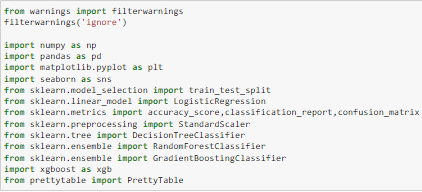 from warnings import filterwarnings
filterwarnings('ignore')
import numpy as np
import pandas as pd
import matplotlib.pyplot as plt
import seaborn as sns
from sklearn.model_selection import train_test_split
from sklearn.linear_model import LogisticRegression
from sklearn.metrics import accuracy_score,classification_report,confusion_matrix
from sklearn.preprocessing import StandardScaler
from sklearn.tree import DecisionTreeClassifier
from sklearn.ensemble import RandomForestClassifier
from sklearn.ensemble import GradientBoostingClassifier
import xgboost as xgb
from prettytable import PrettyTable